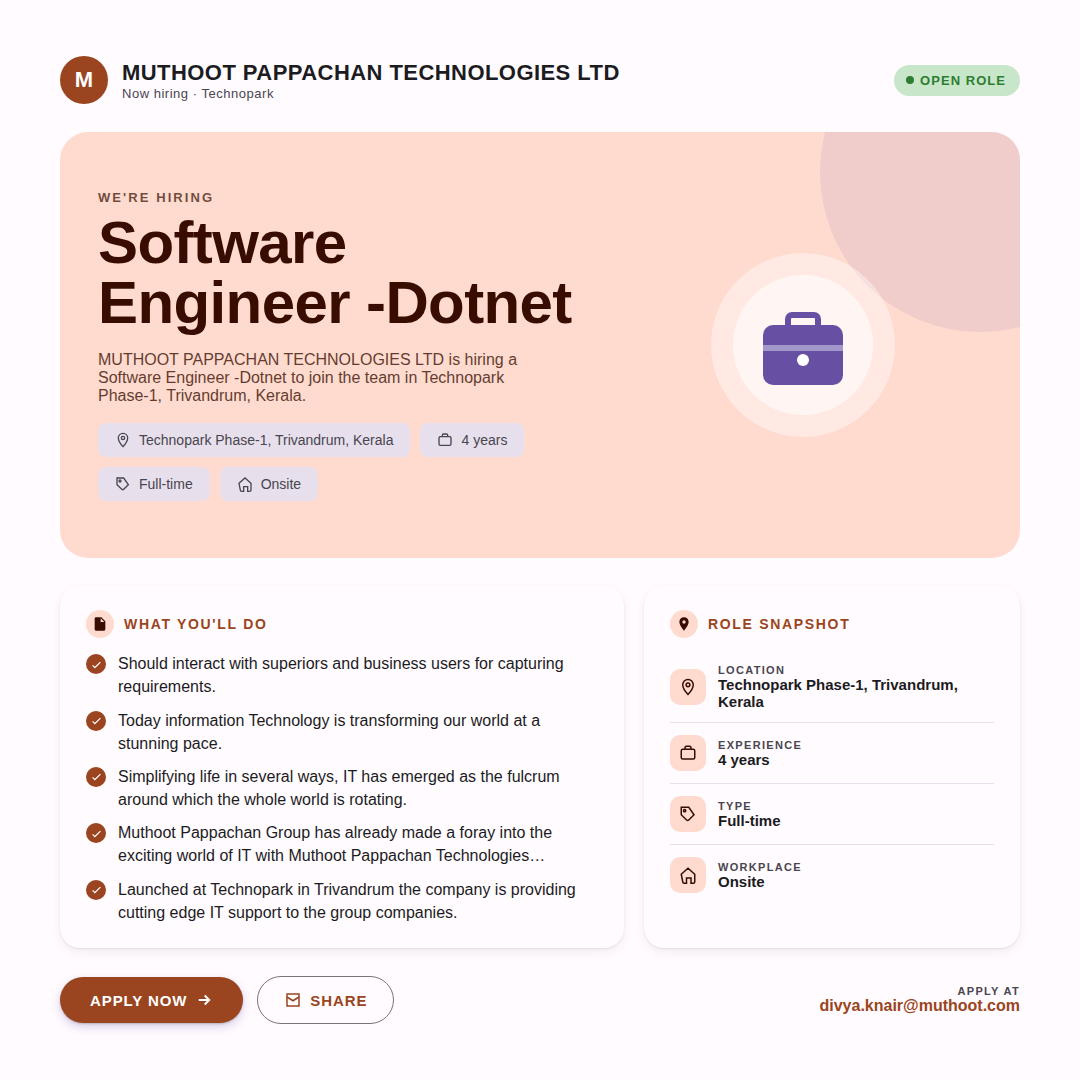 M
MUTHOOT PAPPACHAN TECHNOLOGIES LTD
Now hiring · Technopark
OPEN ROLE
WE'RE HIRING
Software
Engineer -Dotnet
MUTHOOT PAPPACHAN TECHNOLOGIES LTD is hiring a
Software Engineer -Dotnet to join the team in Technopark
Phase-1, Trivandrum, Kerala.
Technopark Phase-1, Trivandrum, Kerala
4 years
Full-time
Onsite
WHAT YOU'LL DO
Should interact with superiors and business users for capturing
requirements.
Today information Technology is transforming our world at a
stunning pace.
Simplifying life in several ways, IT has emerged as the fulcrum
around which the whole world is rotating.
Muthoot Pappachan Group has already made a foray into the
exciting world of IT with Muthoot Pappachan Technologies…
Launched at Technopark in Trivandrum the company is providing
cutting edge IT support to the group companies.
ROLE SNAPSHOT
LOCATION
Technopark Phase-1, Trivandrum,
Kerala
EXPERIENCE
4 years
TYPE
Full-time
WORKPLACE
Onsite
APPLY NOW
SHARE
APPLY AT
divya.knair@muthoot.com